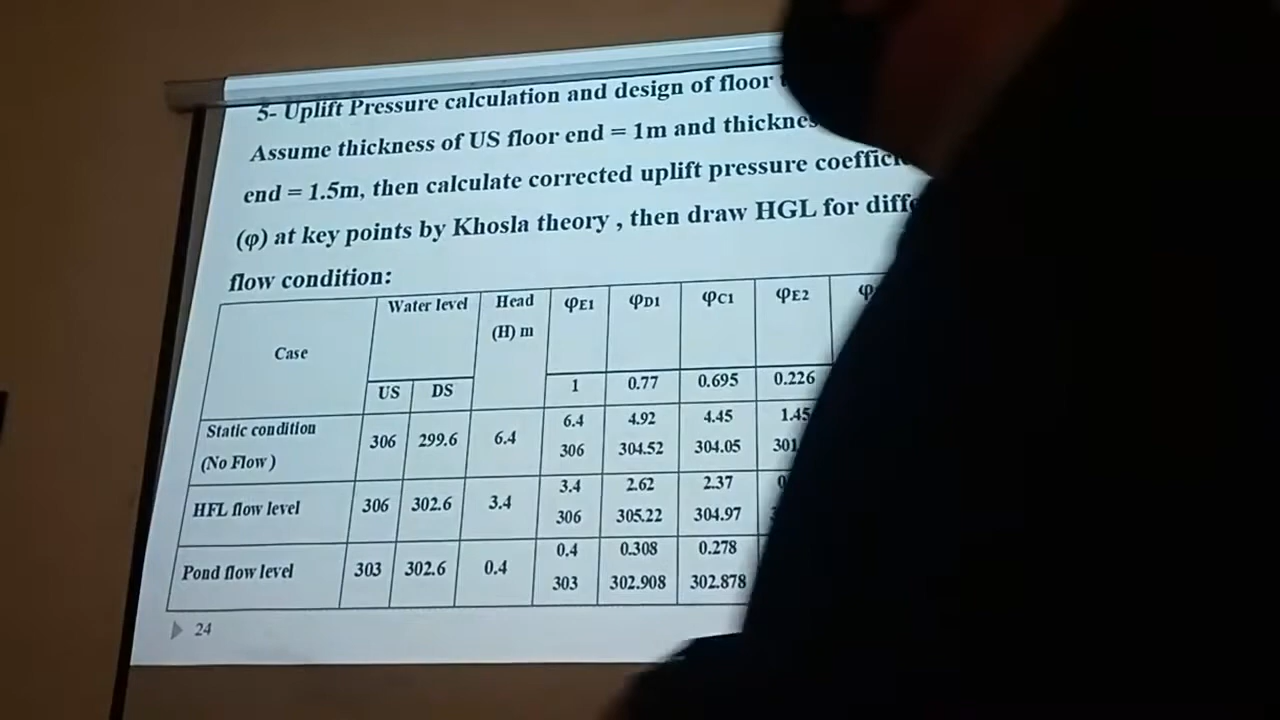 5- Uplift Pressure calculation and design of floor
Assume thickness of US floor end = 1m and
end = 1.5m, then calculate corrected uplift pressure
(φ) at key points by Khosla theory , then draw HGL for
flow condition:
Case Water level Head (H) m φE1 φD1 φC1 φE2
US DS 1 0.77 0.695 0.226
Static condition (No Flow) 306 299.6 6.4 6.4 4.92 4.45 1.45
306 304.52 304.05
HFL flow level 306 302.6 3.4 3.4 2.62 2.37
306 305.22 304.97
Pond flow level 303 302.6 0.4 0.4 0.308 0.278
303 302.908 302.878
24